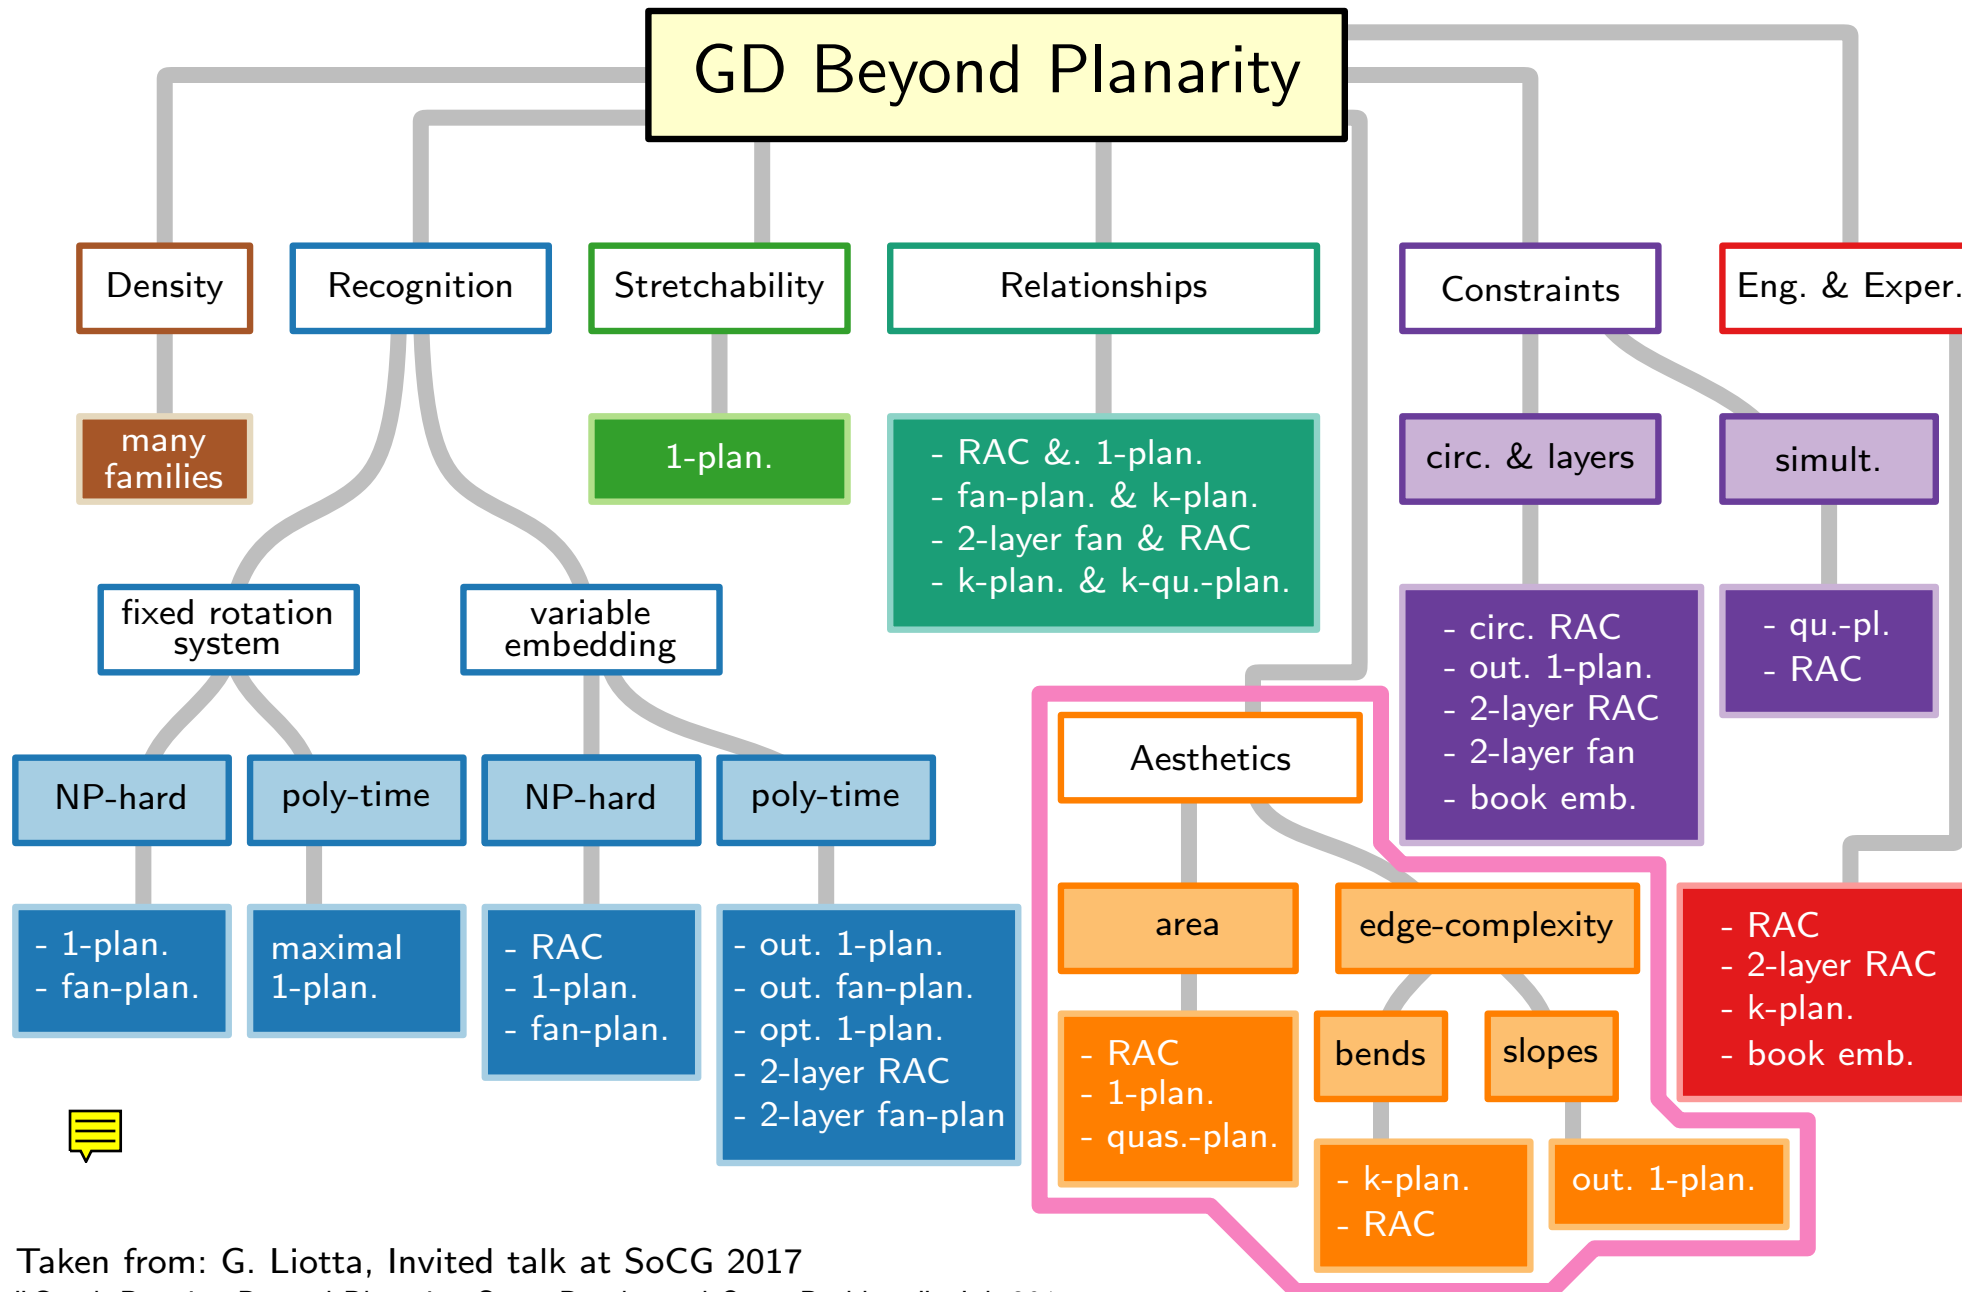 GD Beyond Planarity
Density
Recognition
Stretchability
Relationships
Constraints
Eng. & Exper.
many
families
1-plan.
- RAC &. 1-plan.
- fan-plan. & k-plan.
- 2-layer fan & RAC
- k-plan. & k-qu.-plan.
circ. & layers
simult.
fixed rotation
system
variable
embedding
- circ. RAC
- out. 1-plan.
- 2-layer RAC
- 2-layer fan
- book emb.
- qu.-pl.
- RAC
Aesthetics
NP-hard
poly-time
NP-hard
poly-time
area
edge-complexity
- 1-plan.
- fan-plan.
maximal
1-plan.
- RAC
- 1-plan.
- fan-plan.
- out. 1-plan.
- out. fan-plan.
- opt. 1-plan.
- 2-layer RAC
- 2-layer fan-plan
- RAC
- 2-layer RAC
- k-plan.
- book emb.
- RAC
- 1-plan.
- quas.-plan.
bends
slopes
- k-plan.
- RAC
out. 1-plan.
Taken from: G. Liotta, Invited talk at SoCG 2017